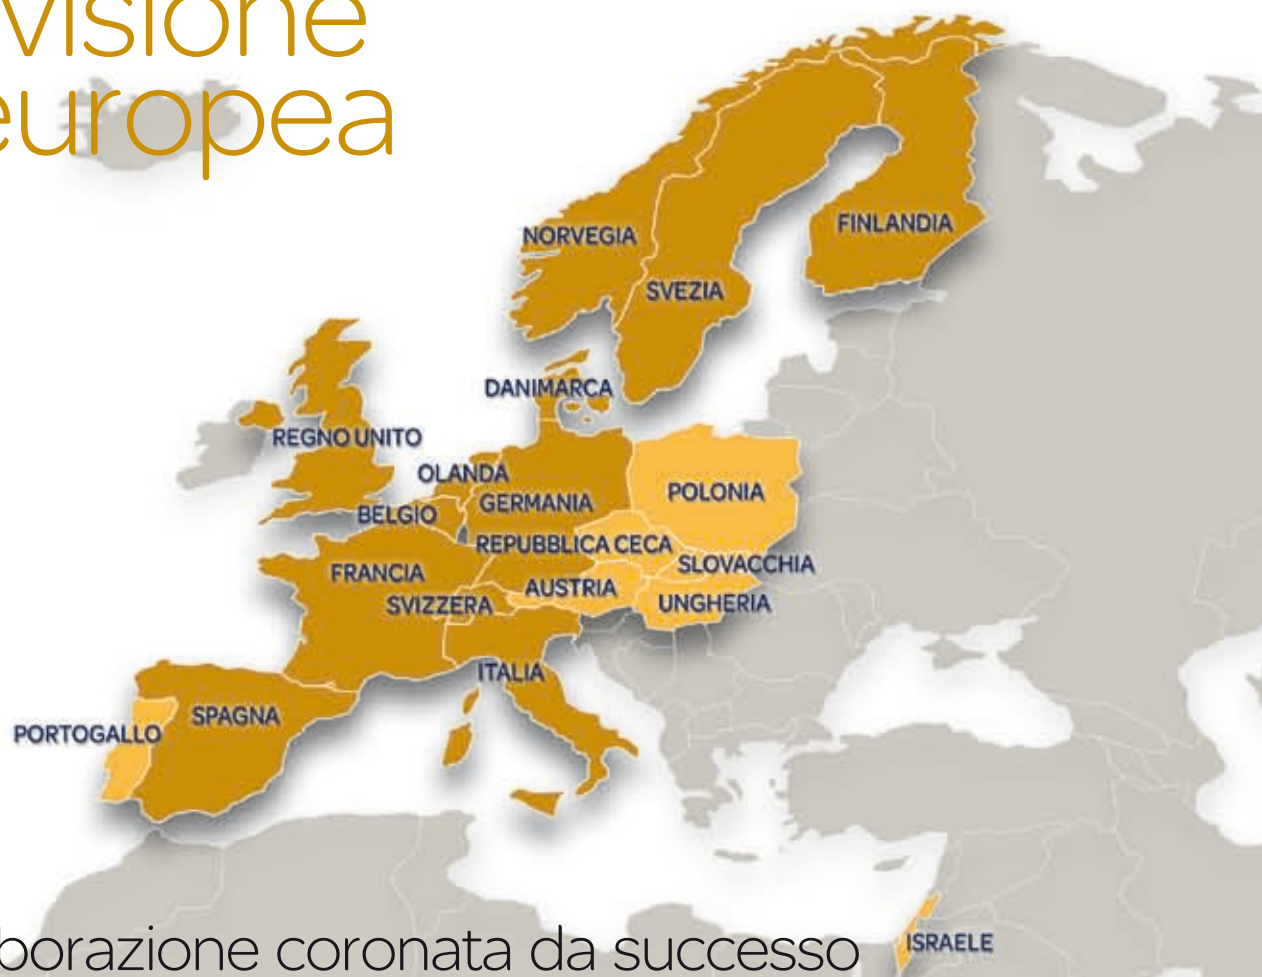 visione
europea
NORVEGIA
FINLANDIA
SVEZIA
DANIMARCA
REGNO UNITO
OLANDA
GERMANIA
POLONIA
BELGIO
REPUBBLICA CECA
SLOVACCHIA
FRANCIA
AUSTRIA
SVIZZERA
UNGHERIA
ITALIA
SPAGNA
PORTOGALLO
borazione coronata da successo
ISRAELE